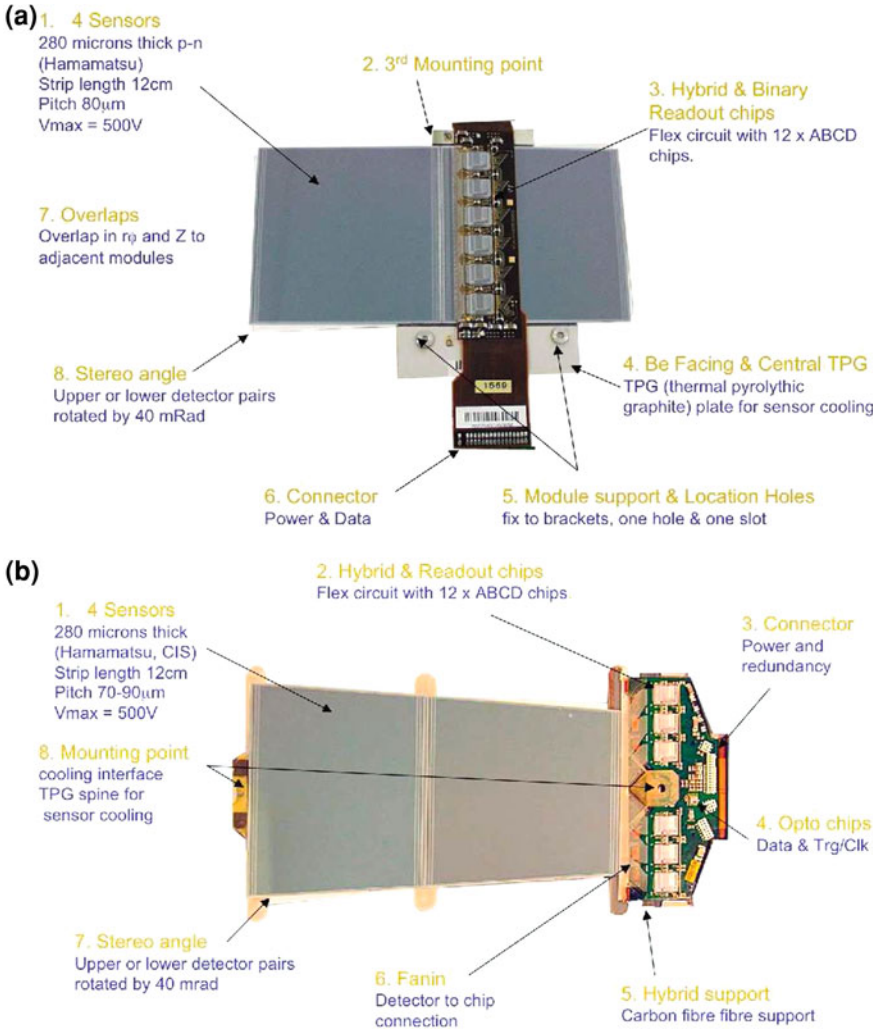 (a)
1. 4 Sensors
280 microns thick p-n
(Hamamatsu)
Strip length 12cm
Pitch 80μm
Vmax = 500V
2. 3rd Mounting point
3. Hybrid & Binary
Readout chips
Flex circuit with 12 x ABCD
chips.
7. Overlaps
Overlap in rφ and Z to
adjacent modules
8. Stereo angle
Upper or lower detector pairs
rotated by 40 mRad
4. Be Facing & Central TPG
TPG (thermal pyrolythic
graphite) plate for sensor cooling
1569
6. Connector
Power & Data
5. Module support & Location Holes
fix to brackets, one hole & one slot
(b)
2. Hybrid & Readout chips
Flex circuit with 12 x ABCD chips
1. 4 Sensors
280 microns thick
(Hamamatsu, CIS)
Strip length 12cm
Pitch 70-90μm
Vmax = 500V
3. Connector
Power and
redundancy
8. Mounting point
cooling interface
TPG spine for
sensor cooling
4. Opto chips
Data & Trg/Clk
7. Stereo angle
Upper or lower detector pairs
rotated by 40 mrad
6. Fanin
Detector to chip
connection
5. Hybrid support
Carbon fibre fibre support